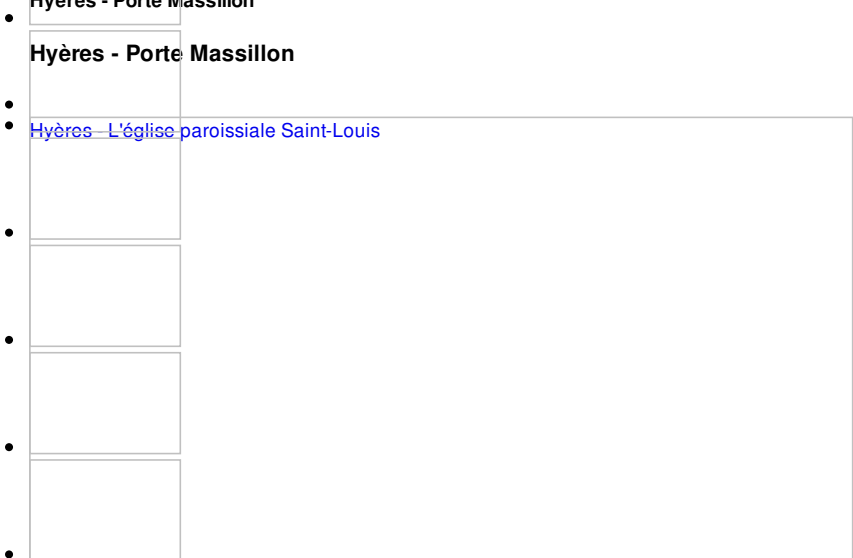 Hyères - Porte Massillon
Hyères - Porte Massillon
Hyères - L'église paroissiale Saint-Louis